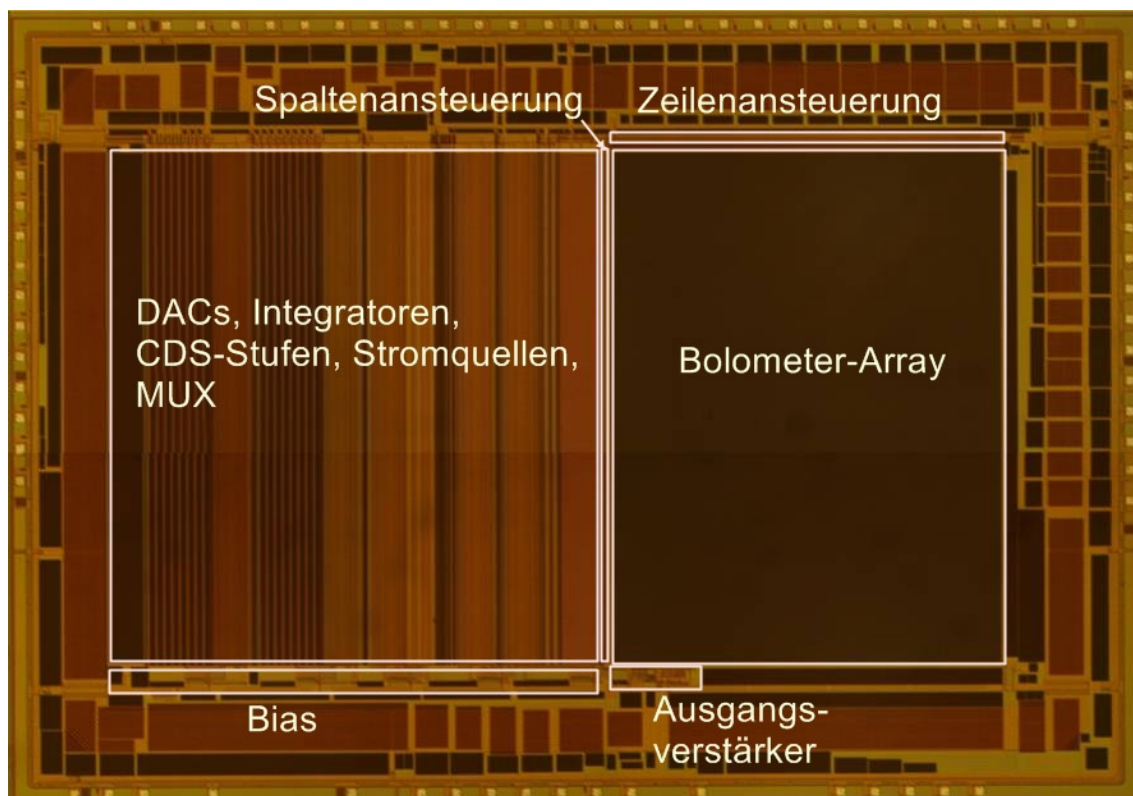 Spaltenansteuerung
Zeilenansteuerung
DACs, Integratoren,
CDS-Stufen, Stromquellen,
MUX
Bolometer-Array
Bias
Ausgangs-
verstärker